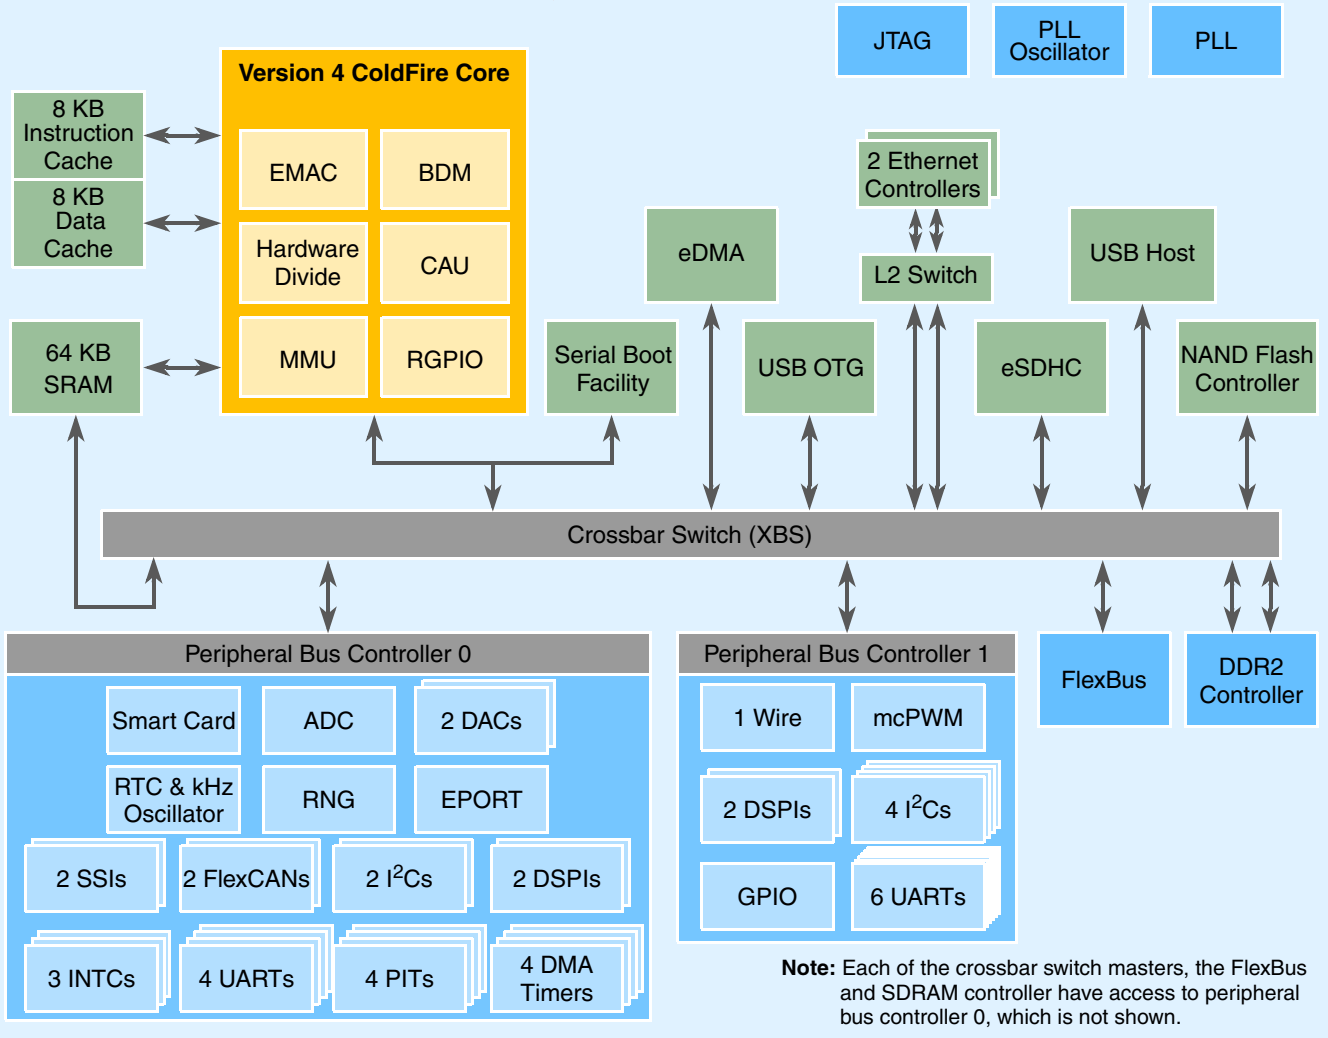 JTAG
PLL
Oscillator
PLL
Version 4 ColdFire Core
8 KB
Instruction
Cache
8 KB
Data
Cache
EMAC
BDM
Hardware
Divide
CAU
MMU
RGPIO
64 KB
SRAM
2 Ethernet
Controllers
eDMA
L2 Switch
USB Host
Serial Boot
Facility
USB OTG
eSDHC
NAND Flash
Controller
Crossbar Switch (XBS)
Peripheral Bus Controller 0
Smart Card
ADC
2 DACs
RTC & kHz
Oscillator
RNG
EPORT
2 SSIs
2 FlexCANs
2 I²Cs
2 DSPIs
3 INTCs
4 UARTs
4 PITs
4 DMA
Timers
Peripheral Bus Controller 1
1 Wire
mcPWM
2 DSPIs
4 I²Cs
GPIO
6 UARTs
FlexBus
DDR2
Controller
Note: Each of the crossbar switch masters, the FlexBus
and SDRAM controller have access to peripheral
bus controller 0, which is not shown.